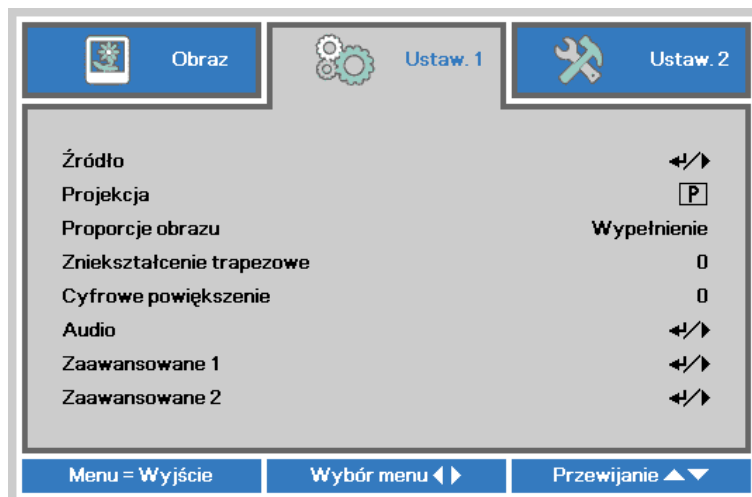 Obraz
Ustaw. 1
Ustaw. 2
Źródło ↵/▶
Projekcja P
Proporcje obrazu Wypełnienie
Zniekształcenie trapezowe 0
Cyfrowe powiększenie 0
Audio ↵/▶
Zaawansowane 1 ↵/▶
Zaawansowane 2 ↵/▶
Menu = Wyjście
Wybór menu ◀▶
Przewijanie ▲▼